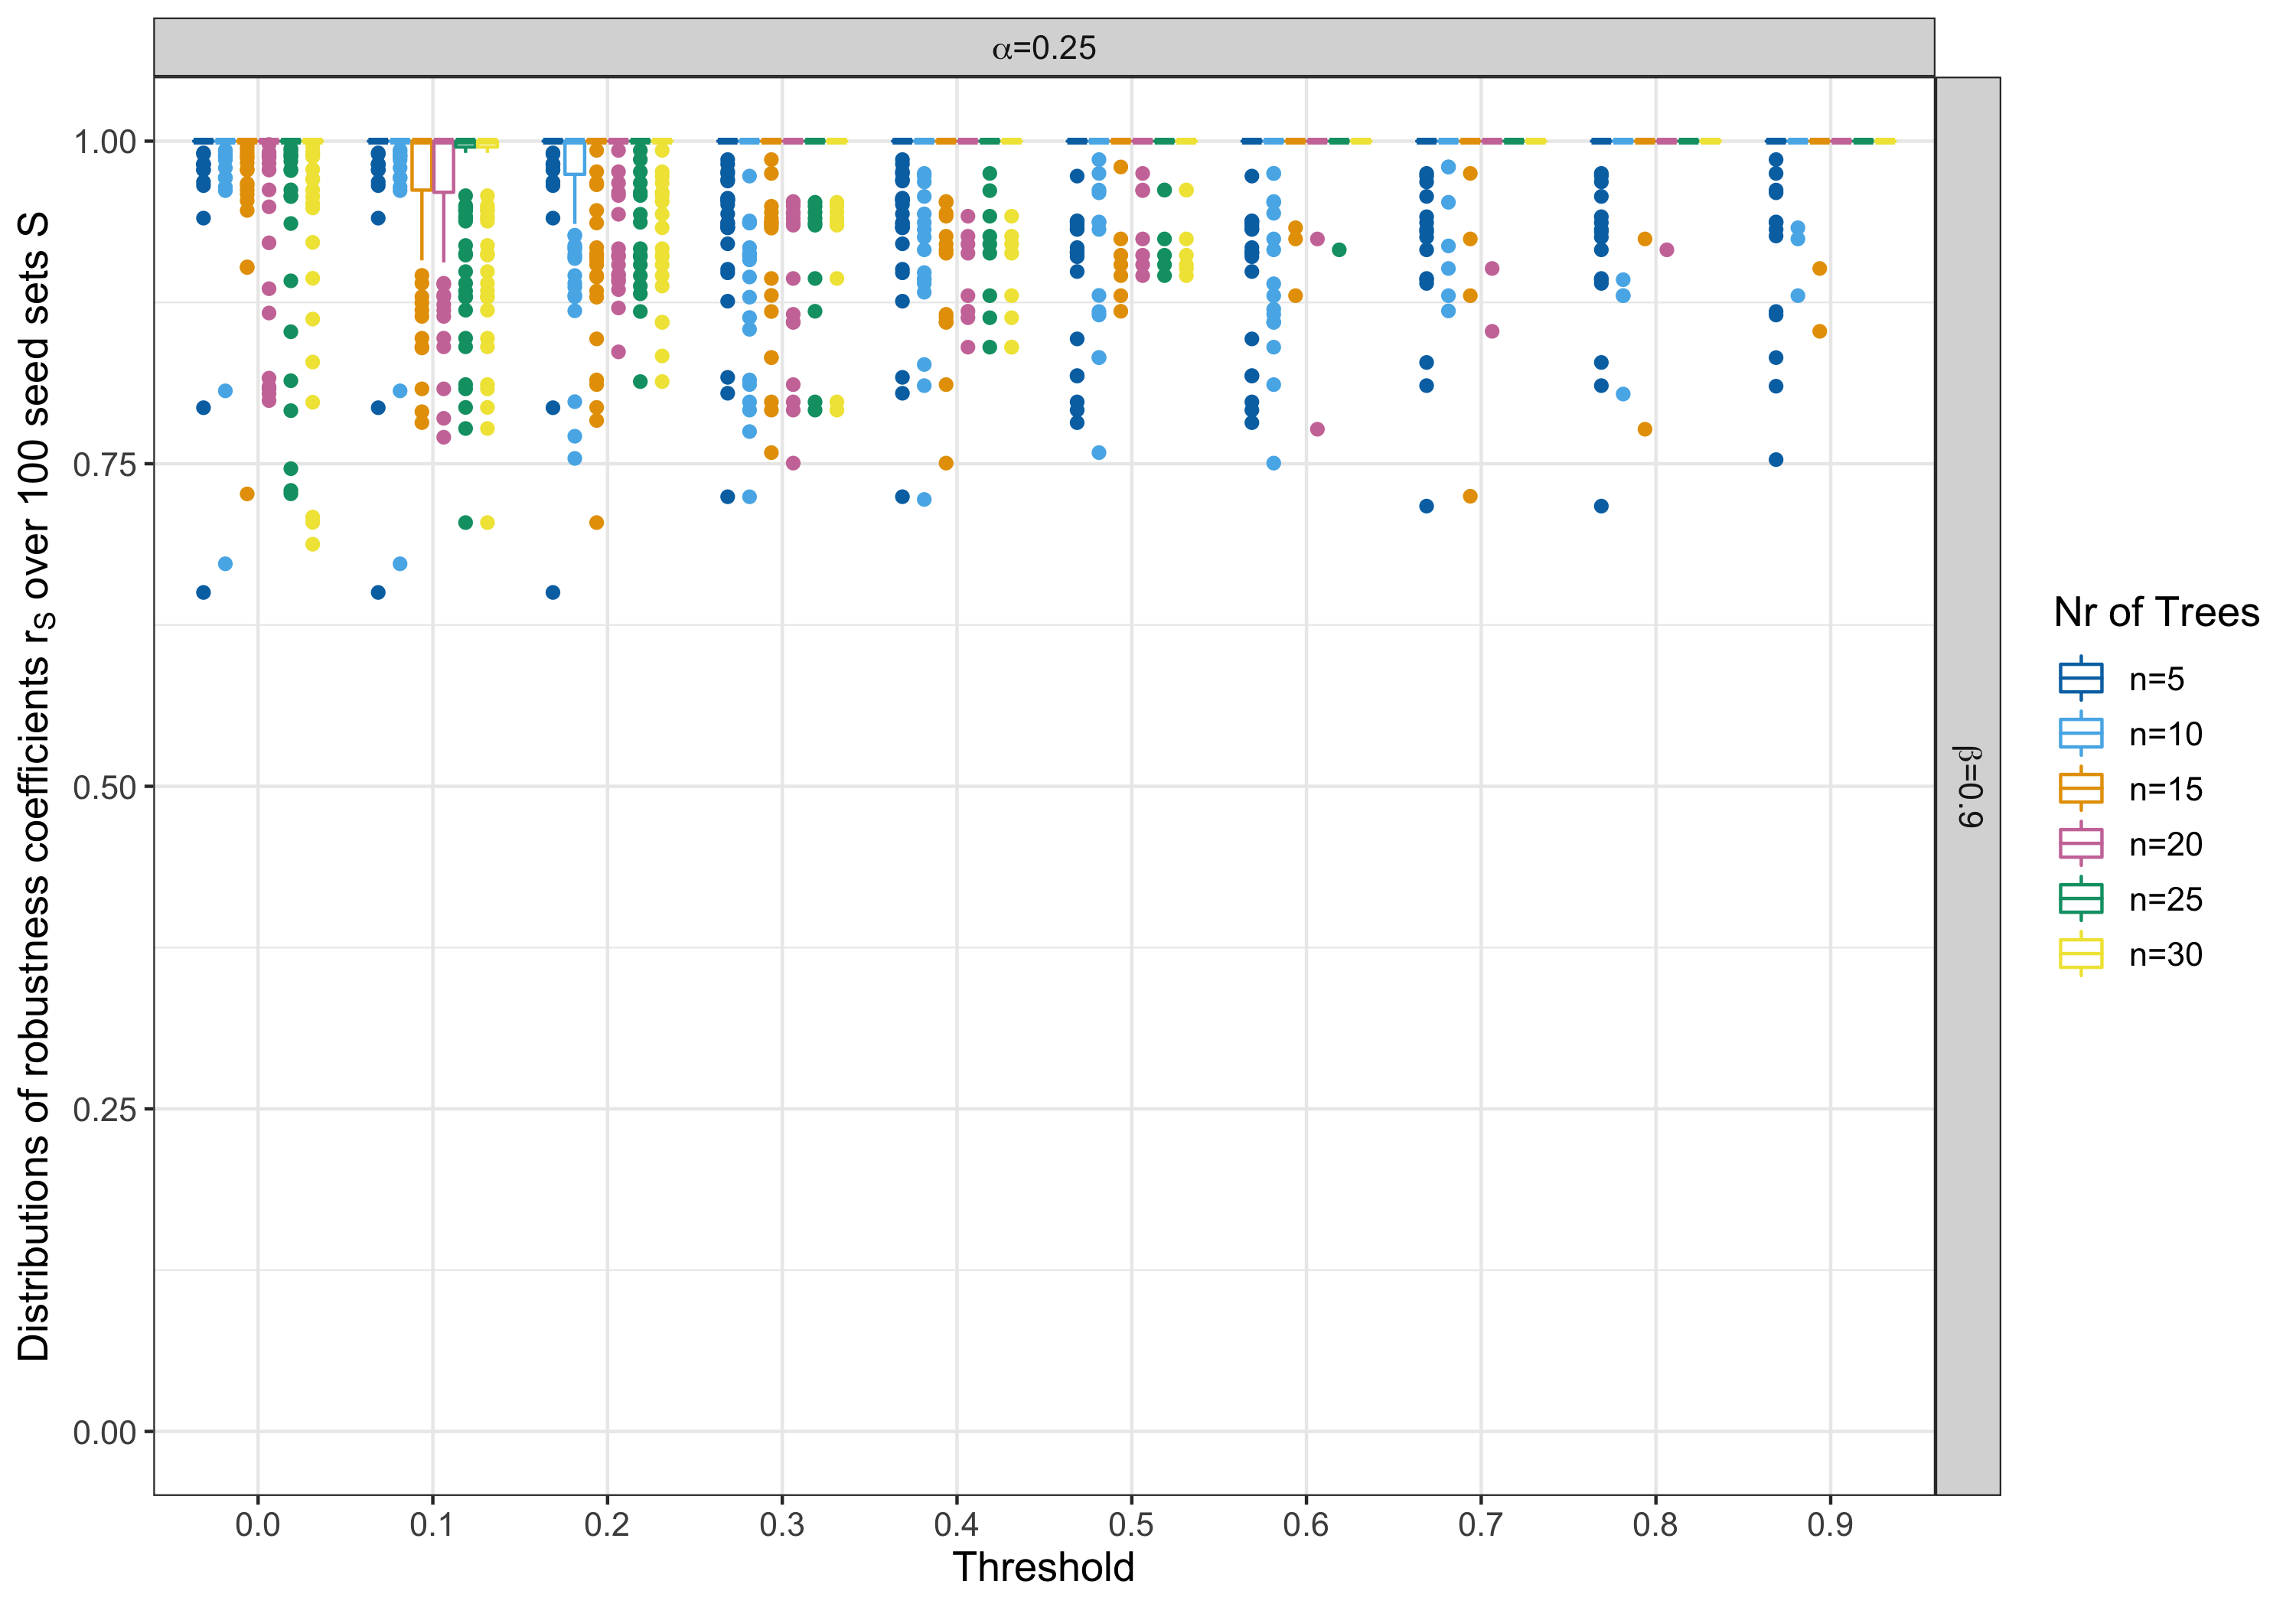 α=0.25
β=0.9
Distributions of robustness coefficients rS over 100 seed sets S
1.00
0.75
0.50
0.25
0.00
0.0 0.1 0.2 0.3 0.4 0.5 0.6 0.7 0.8 0.9
Threshold
Nr of Trees
n=5
n=10
n=15
n=20
n=25
n=30